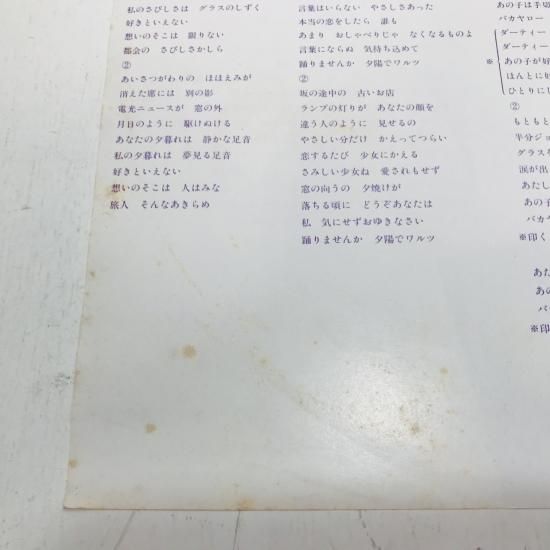 私のさびしさは　グラスのしずく
好きといえない
想いのそこは　限りない
都会の　さびしさかしら
②
あいさつがわりの　ほほえみが
消えた席には　別の影
電光ニュースが　窓の外
月日のように　駆けぬける
あなたの夕暮れは　静かな足音
私の夕暮れは　夢見る足音
好きといえない
想いのそこは　人はみな
旅人　そんなあきらめ
言葉はいらない　やさしさあった
本当の恋をしたら　誰も
あまり　おしゃべりじゃ　なくなるものよ
言葉にならぬ　気持ち込めて
踊りませんか　夕陽でワルツ
②
坂の途中の　古いお店
ランプの灯りが　あなたの顔を
違う人のように　見せるの
やさしい分だけ　かえってつらい
恋するたび　少女にかえる
さみしい少女ね　愛されもせず
窓の向うの　夕焼けが
落ちる頃に　どうぞあなたは
私　気にせずおゆきなさい
踊りませんか　夕陽でワルツ
あの子は手切
バカヤロー
ダーティー
ダーティー
※　あの子が好
ほんとに好
ひとりにし
②
もともと
半分ジョ
グラスを
涙が出
あたし
あの子
バカヤ
※印く
あた
あの
バカ
※印